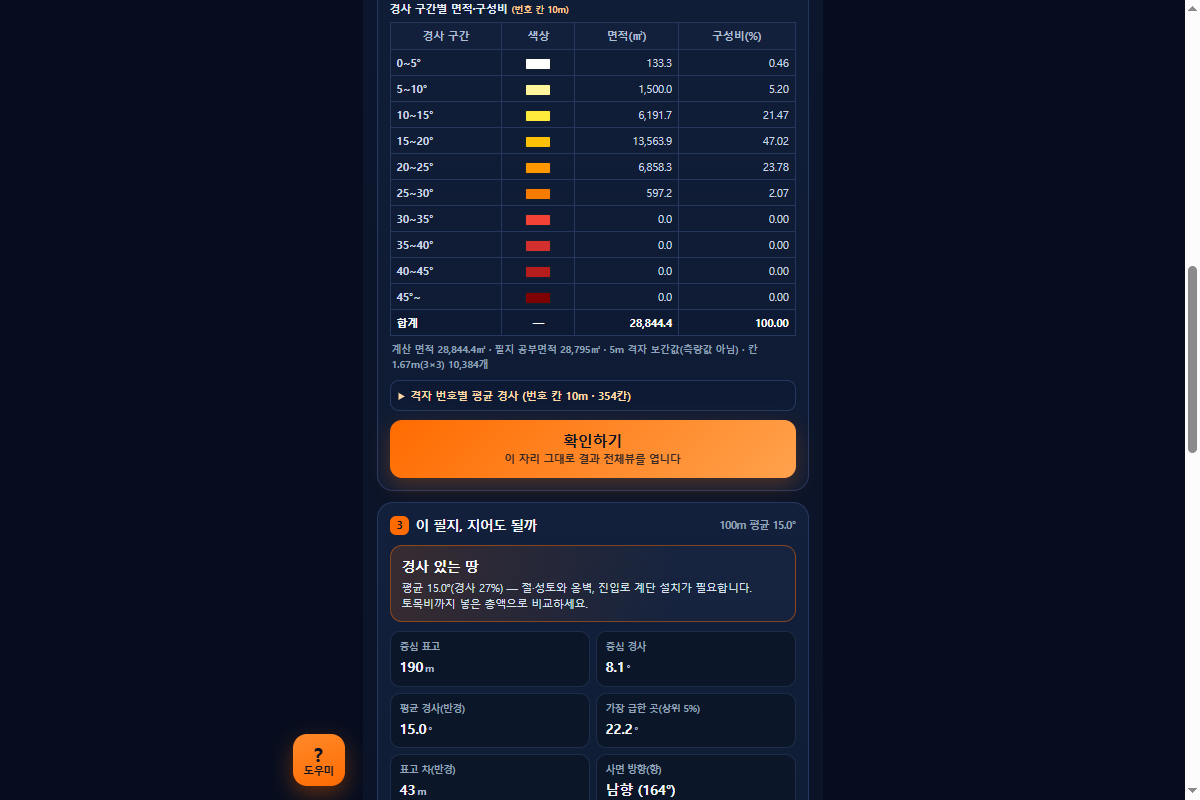 경사 구간별 면적·구성비 (번호 칸 10m)
경사 구간 색상 면적(㎡) 구성비(%)
0~5° 133.3 0.46
5~10° 1,500.0 5.20
10~15° 6,191.7 21.47
15~20° 13,563.9 47.02
20~25° 6,858.3 23.78
25~30° 597.2 2.07
30~35° 0.0 0.00
35~40° 0.0 0.00
40~45° 0.0 0.00
45°~ 0.0 0.00
합계 — 28,844.4 100.00
계산 면적 28,844.4㎡ · 필지 공부면적 28,795㎡ · 5m 격자 보간값(측량값 아님) · 칸
1.67m(3×3) 10,384개
▶ 격자 번호별 평균 경사 (번호 칸 10m · 354칸)
확인하기
이 자리 그대로 결과 전체뷰를 엽니다
3 이 필지, 지어도 될까 100m 평균 15.0°
경사 있는 땅
평균 15.0°(경사 27%) — 절·성토와 옹벽, 진입로 계단 설치가 필요합니다.
토목비까지 넣은 총액으로 비교하세요.
중심 표고 중심 경사
190 m 8.1 °
평균 경사(반경) 가장 급한 곳(상위 5%)
15.0 ° 22.2 °
표고 차(반경) 사면 방향(향)
43 m 남향 (164°)
?
도우미